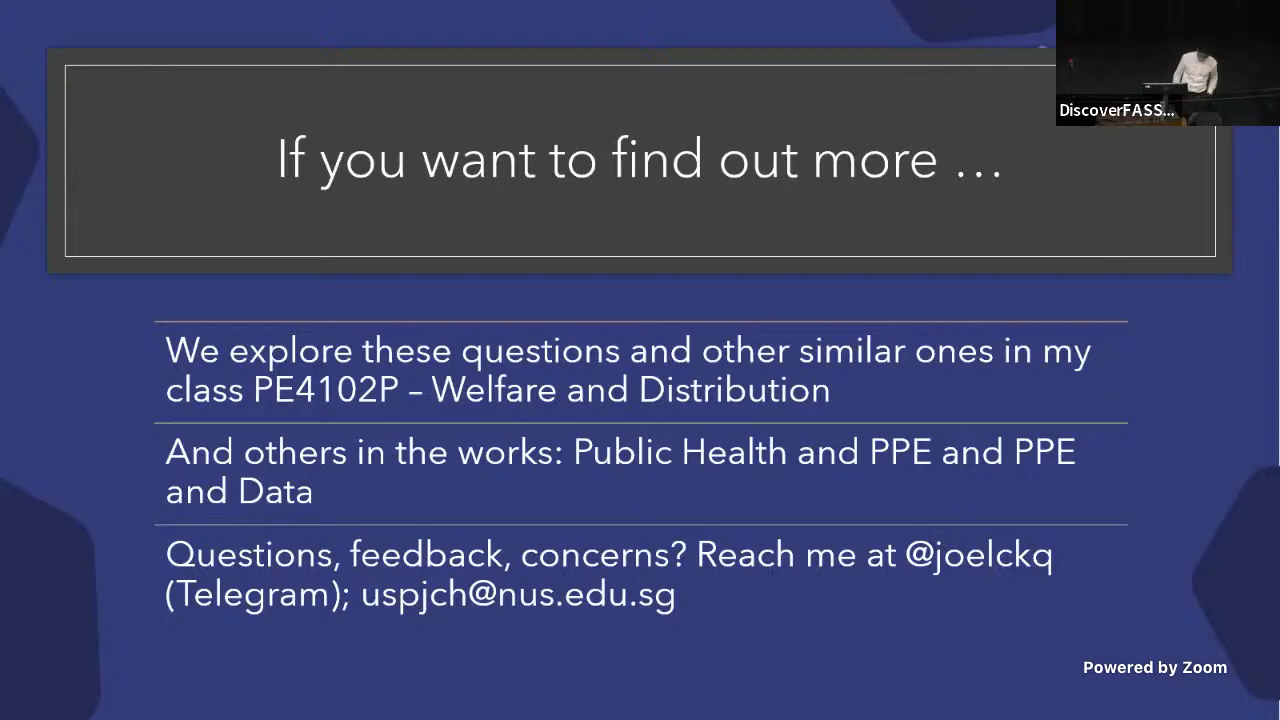 If you want to find out more …
DiscoverFASS...
We explore these questions and other similar ones in my
class PE4102P – Welfare and Distribution
And others in the works: Public Health and PPE and PPE
and Data
Questions, feedback, concerns? Reach me at @joelckq
(Telegram); uspjch@nus.edu.sg
Powered by Zoom